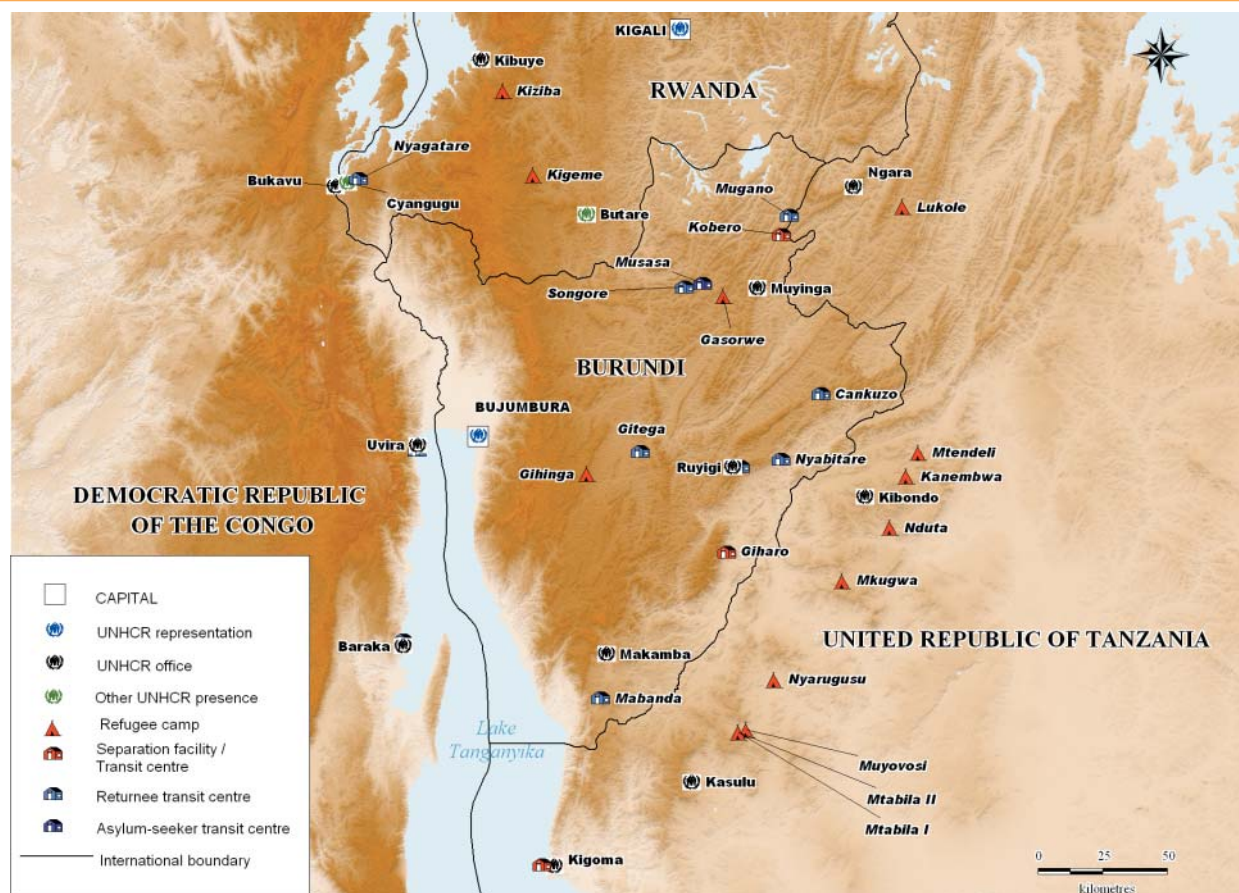 KIGALI
Kibuye
RWANDA
Kiziba
Nyagatare
Bukavu
Cyangugu
Kigeme
Butare
Mugano
Ngara
Lukole
Kobero
Musasa
Songore
Muyinga
Gasorwe
BURUNDI
Cankuzo
BUJUMBURA
Uvira
Gitega
Gihinga
Ruyigi
Nyabitare
Mtendeli
Kanembwa
Kibondo
DEMOCRATIC REPUBLIC
OF THE CONGO
Nduta
Giharo
Mkugwa
UNITED REPUBLIC OF TANZANIA
Baraka
Makamba
Nyarugusu
Mabanda
Lake
Tanganyika
Muyovosi
Mtabila II
Mtabila I
Kasulu
Kigoma
CAPITAL
UNHCR representation
UNHCR office
Other UNHCR presence
Refugee camp
Separation facility /
Transit centre
Returnee transit centre
Asylum-seeker transit centre
International boundary
0 25 50
kilometres